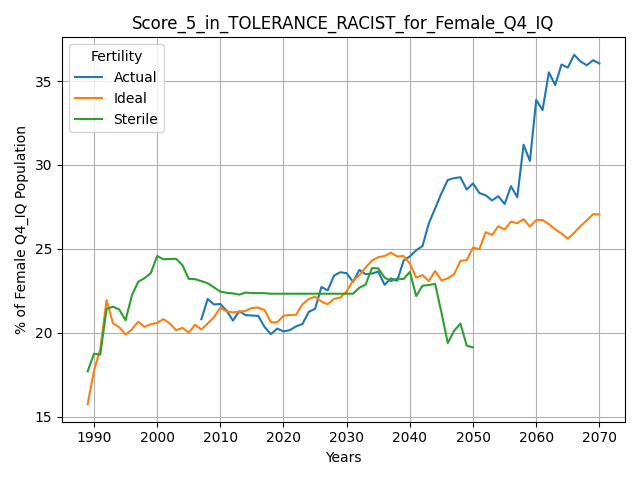 Score_5_in_TOLERANCE_RACIST_for_Female_Q4_IQ
Fertility
Actual
Ideal
Sterile
% of Female Q4_IQ Population
35
30
25
20
15
1990 2000 2010 2020 2030 2040 2050 2060 2070
Years